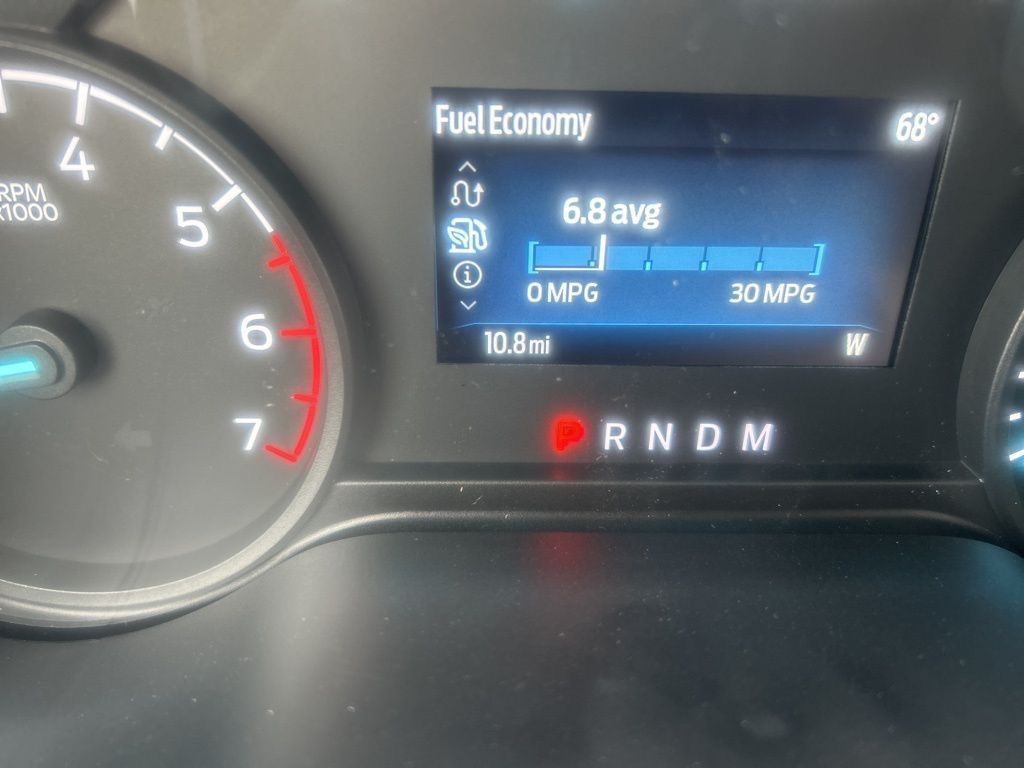 Fuel Economy 68°
6.8 avg
0 MPG 30 MPG
10.8 mi W
P R N D M
4
RPM
X1000
5
6
7